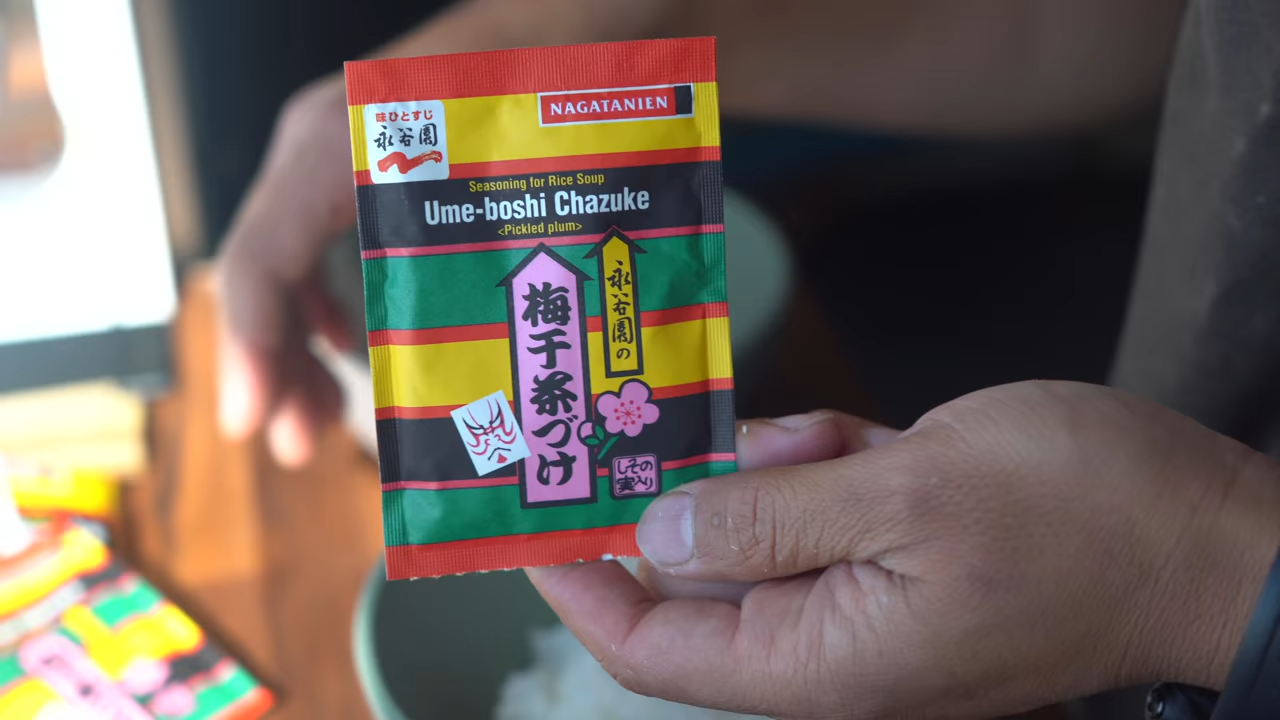 味ひとすじ
永谷園
NAGATANIEN
Seasoning for Rice Soup
Ume-boshi Chazuke
<Pickled plum>
永谷園の
梅干茶づけ
しその
実入り